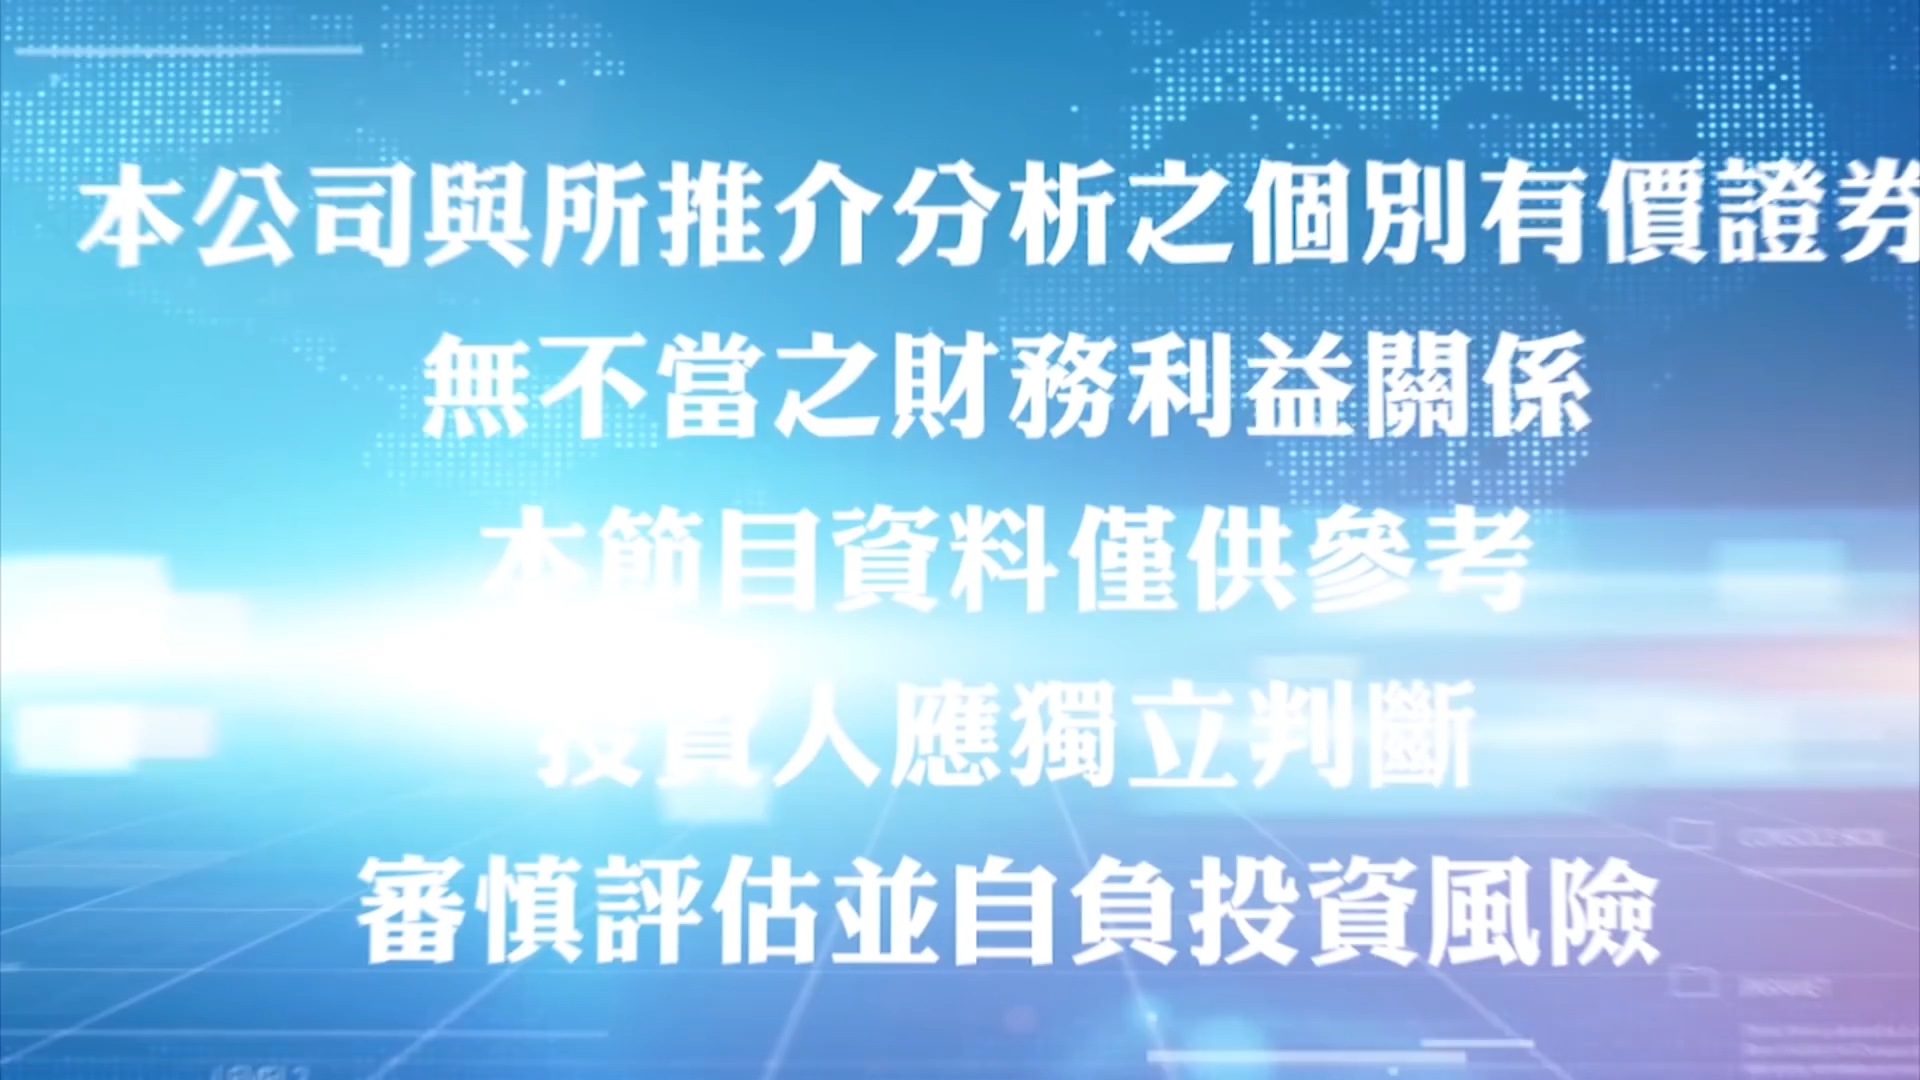 本公司與所推介分析之個別有價證券
無不當之財務利益關係
本節目資料僅供參考
投資人應獨立判斷
審慎評估並自負投資風險